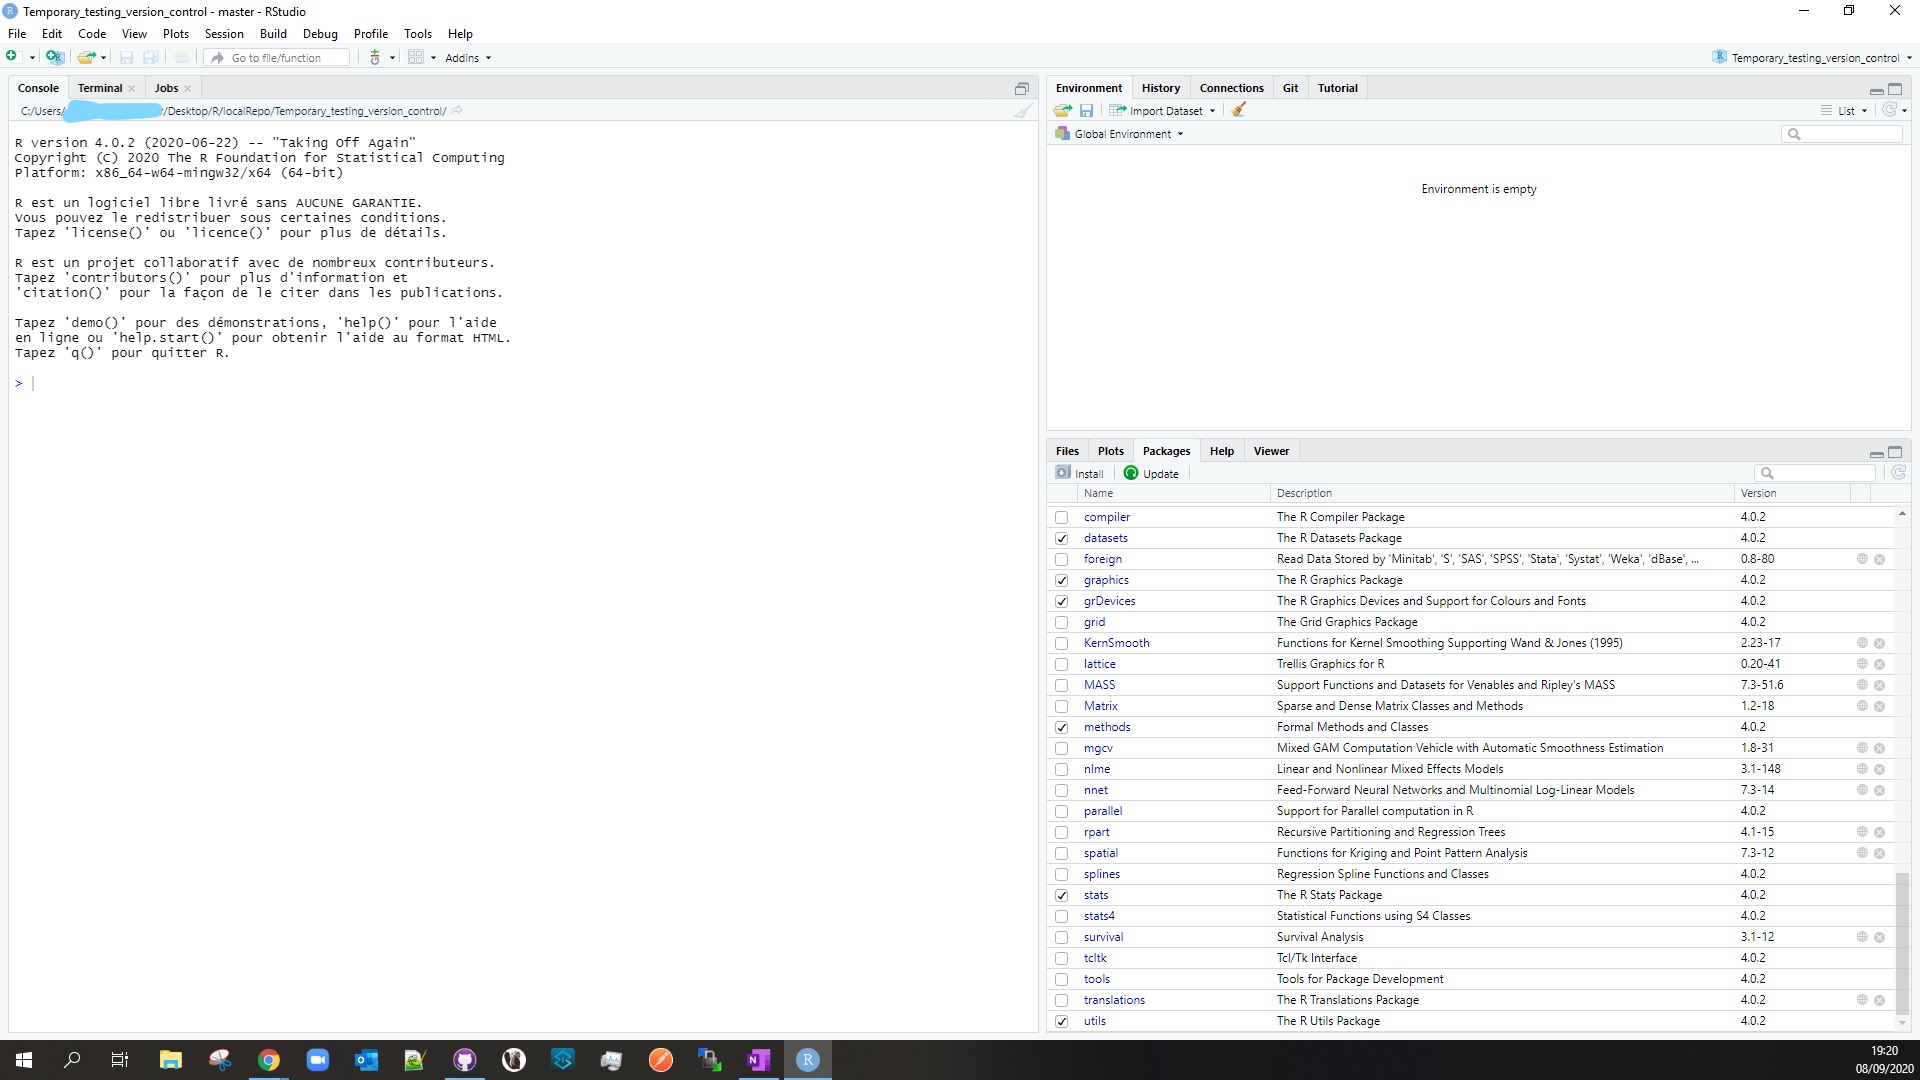 Temporary_testing_version_control - master - RStudio
File Edit Code View Plots Session Build Debug Profile Tools Help
Go to file/function Addins Temporary_testing_version_control
Console Terminal Jobs
C:/Users/ /Desktop/R/localRepo/Temporary_testing_version_control/
R version 4.0.2 (2020-06-22) -- "Taking Off Again"
Copyright (C) 2020 The R Foundation for Statistical Computing
Platform: x86_64-w64-mingw32/x64 (64-bit)
R est un logiciel libre livré sans AUCUNE GARANTIE.
Vous pouvez le redistribuer sous certaines conditions.
Tapez 'license()' ou 'licence()' pour plus de détails.
R est un projet collaboratif avec de nombreux contributeurs.
Tapez 'contributors()' pour plus d'information et
'citation()' pour la façon de le citer dans les publications.
Tapez 'demo()' pour des démonstrations, 'help()' pour l'aide
en ligne ou 'help.start()' pour obtenir l'aide au format HTML.
Tapez 'q()' pour quitter R.
>
Environment History Connections Git Tutorial
Import Dataset List
Global Environment
Environment is empty
Files Plots Packages Help Viewer
Install Update
Name Description Version
compiler The R Compiler Package 4.0.2
datasets The R Datasets Package 4.0.2
foreign Read Data Stored by 'Minitab', 'S', 'SAS', 'SPSS', 'Stata', 'Systat', 'Weka', 'dBase', ... 0.8-80
graphics The R Graphics Package 4.0.2
grDevices The R Graphics Devices and Support for Colours and Fonts 4.0.2
grid The Grid Graphics Package 4.0.2
KernSmooth Functions for Kernel Smoothing Supporting Wand & Jones (1995) 2.23-17
lattice Trellis Graphics for R 0.20-41
MASS Support Functions and Datasets for Venables and Ripley's MASS 7.3-51.6
Matrix Sparse and Dense Matrix Classes and Methods 1.2-18
methods Formal Methods and Classes 4.0.2
mgcv Mixed GAM Computation Vehicle with Automatic Smoothness Estimation 1.8-31
nlme Linear and Nonlinear Mixed Effects Models 3.1-148
nnet Feed-Forward Neural Networks and Multinomial Log-Linear Models 7.3-14
parallel Support for Parallel computation in R 4.0.2
rpart Recursive Partitioning and Regression Trees 4.1-15
spatial Functions for Kriging and Point Pattern Analysis 7.3-12
splines Regression Spline Functions and Classes 4.0.2
stats The R Stats Package 4.0.2
stats4 Statistical Functions using S4 Classes 4.0.2
survival Survival Analysis 3.1-12
tcltk Tcl/Tk Interface 4.0.2
tools Tools for Package Development 4.0.2
translations The R Translations Package 4.0.2
utils The R Utils Package 4.0.2
19:20
08/09/2020